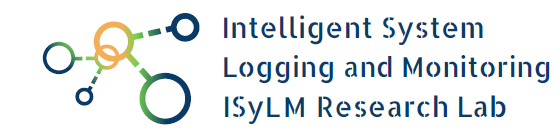 Intelligent System
Logging and Monitoring
ISyLM Research Lab